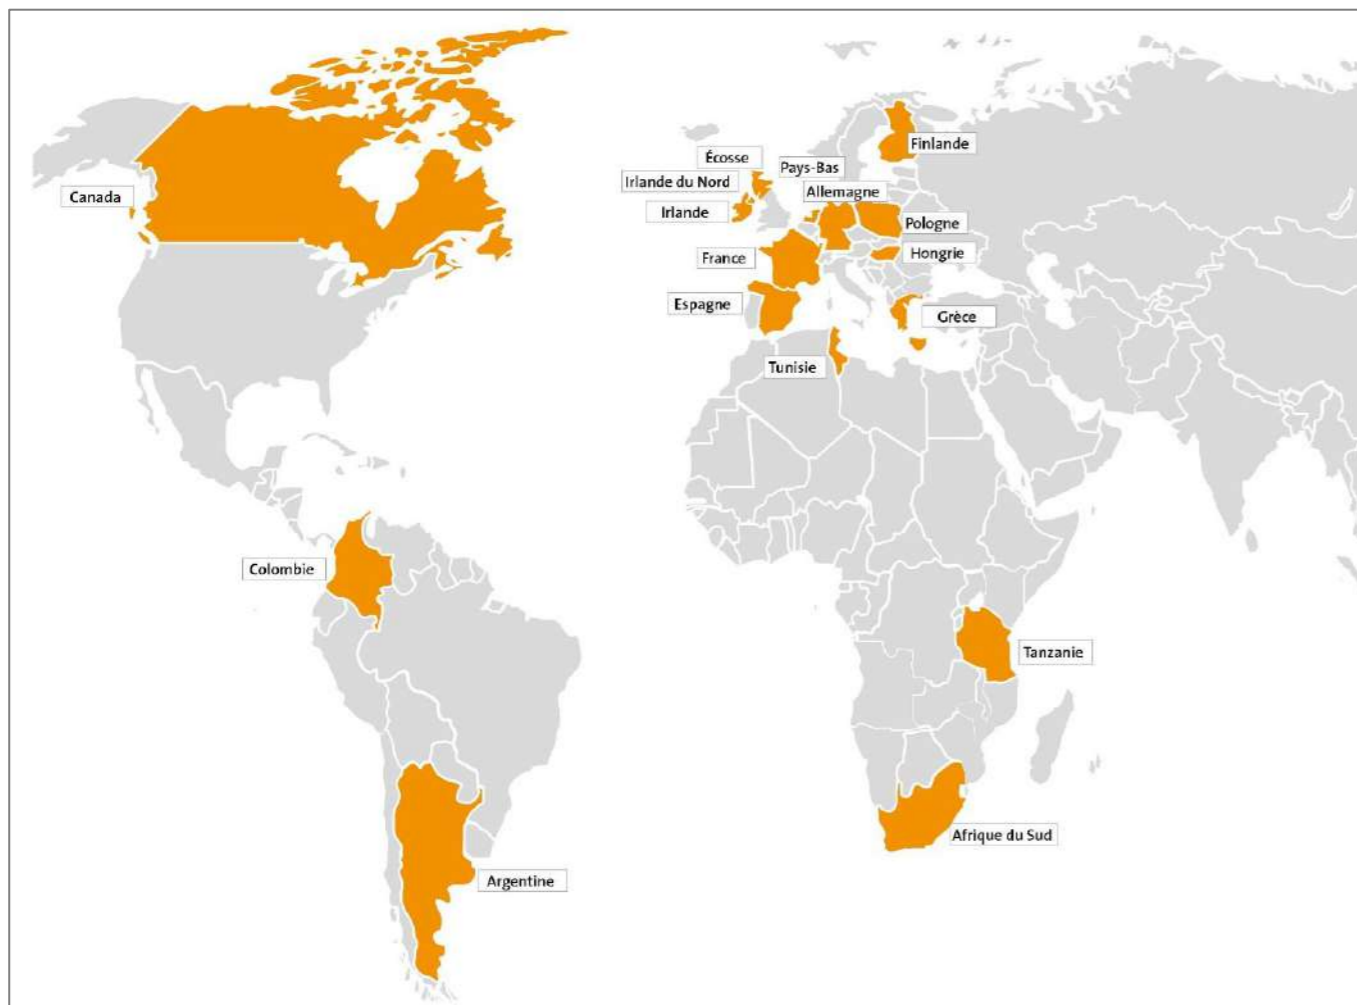 Finlande
Écosse
Pays-Bas
Irlande du Nord
Allemagne
Canada
Irlande
Pologne
France
Hongrie
Espagne
Grèce
Tunisie
Colombie
Tanzanie
Afrique du Sud
Argentine